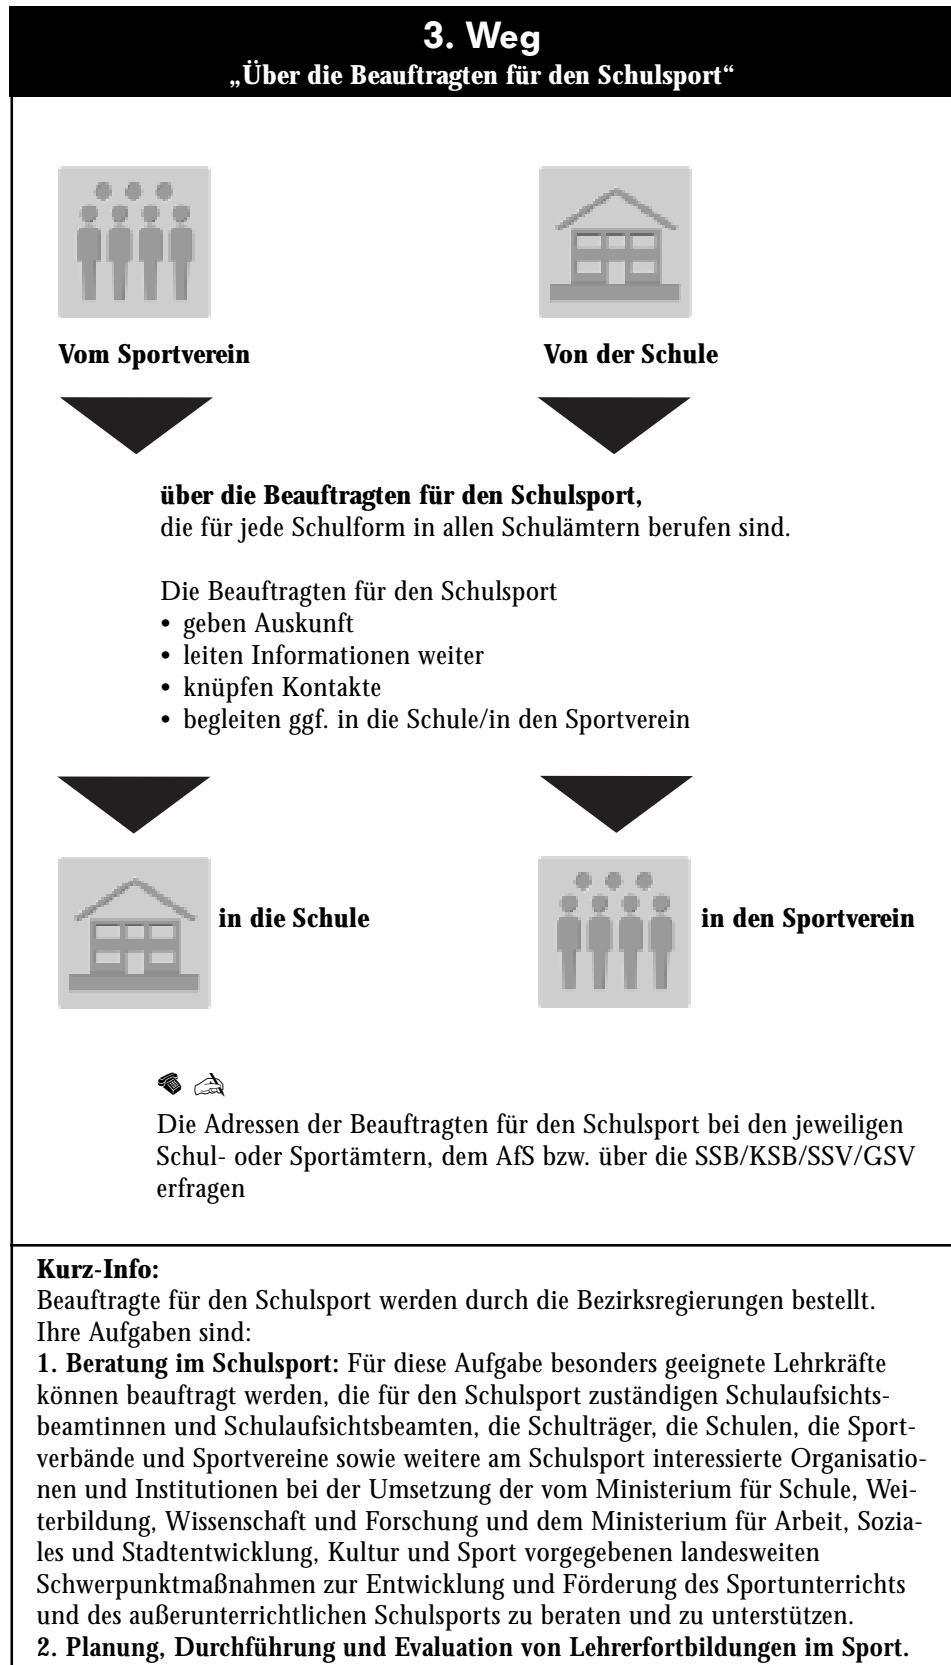 3. Weg
„Über die Beauftragten für den Schulsport“
Vom Sportverein
Von der Schule
über die Beauftragten für den Schulsport,
die für jede Schulform in allen Schulämtern berufen sind.
Die Beauftragten für den Schulsport
• geben Auskunft
• leiten Informationen weiter
• knüpfen Kontakte
• begleiten ggf. in die Schule/in den Sportverein
in die Schule
in den Sportverein
Die Adressen der Beauftragten für den Schulsport bei den jeweiligen
Schul- oder Sportämtern, dem AfS bzw. über die SSB/KSB/SSV/GSV
erfragen
Kurz-Info:
Beauftragte für den Schulsport werden durch die Bezirksregierungen bestellt.
Ihre Aufgaben sind:
1. Beratung im Schulsport: Für diese Aufgabe besonders geeignete Lehrkräfte
können beauftragt werden, die für den Schulsport zuständigen Schulaufsichts-
beamtinnen und Schulaufsichtsbeamten, die Schulträger, die Schulen, die Sport-
verbände und Sportvereine sowie weitere am Schulsport interessierte Organisatio-
nen und Institutionen bei der Umsetzung der vom Ministerium für Schule, Wei-
terbildung, Wissenschaft und Forschung und dem Ministerium für Arbeit, Sozia-
les und Stadtentwicklung, Kultur und Sport vorgegebenen landesweiten
Schwerpunktmaßnahmen zur Entwicklung und Förderung des Sportunterrichts
und des außerunterrichtlichen Schulsports zu beraten und zu unterstützen.
2. Planung, Durchführung und Evaluation von Lehrerfortbildungen im Sport.